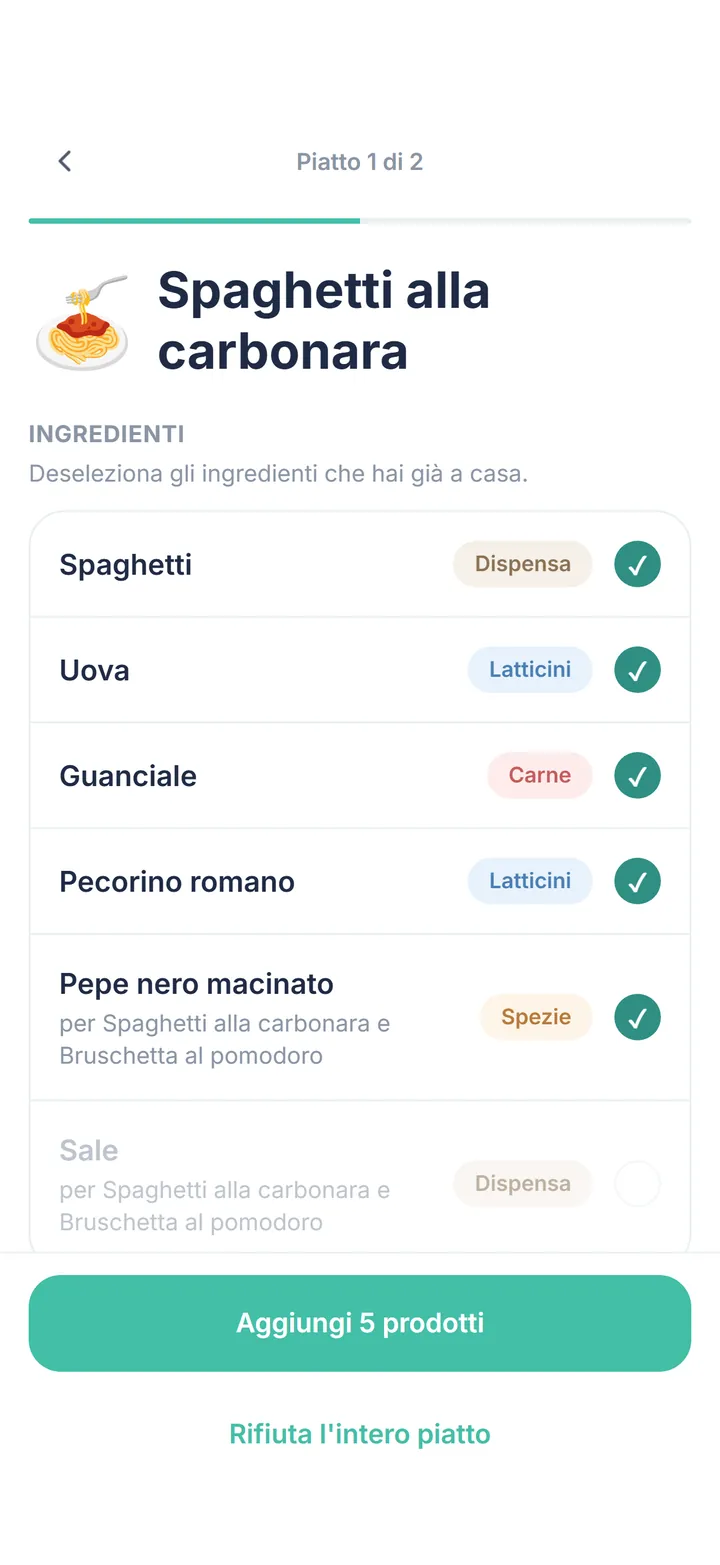 Piatto 1 di 2
Spaghetti alla
carbonara
INGREDIENTI
Deseleziona gli ingredienti che hai già a casa.
Spaghetti Dispensa
Uova Latticini
Guanciale Carne
Pecorino romano Latticini
Pepe nero macinato
per Spaghetti alla carbonara e
Bruschetta al pomodoro
Spezie
Sale
per Spaghetti alla carbonara e
Bruschetta al pomodoro
Dispensa
Aggiungi 5 prodotti
Rifiuta l'intero piatto